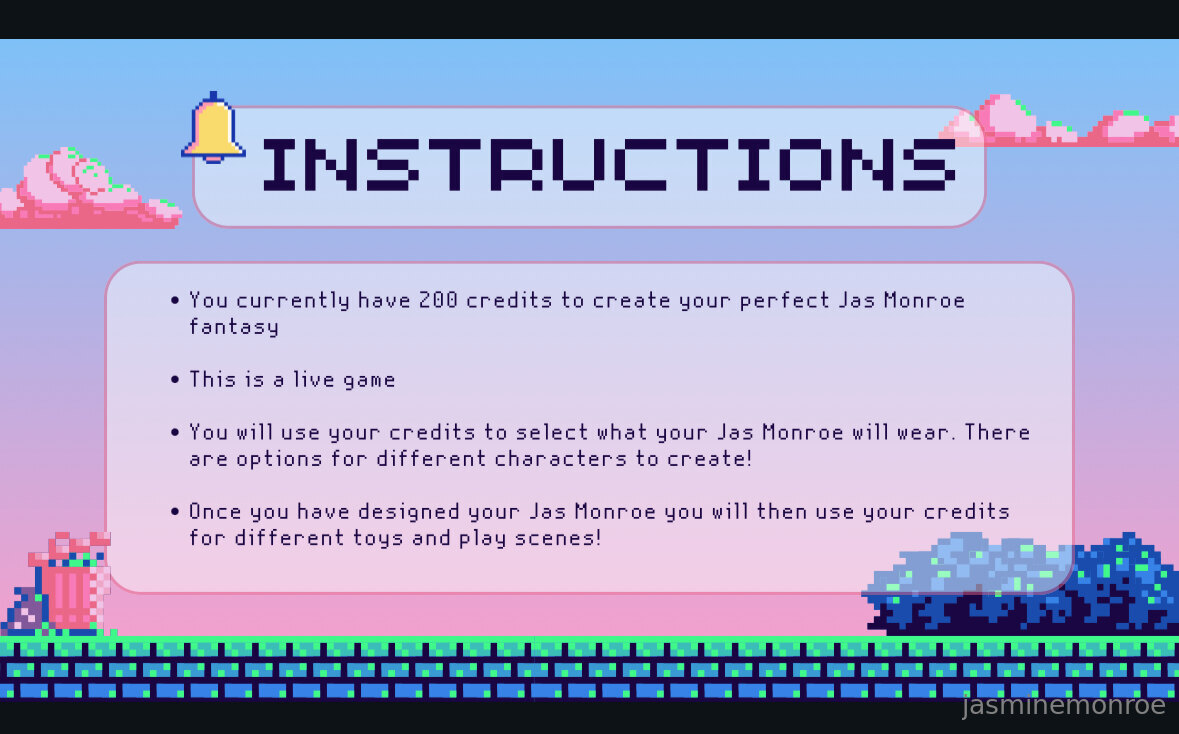 INSTRUCTIONS
• You currently have 200 credits to create your perfect Jas Monroe
fantasy
• This is a live game
• You will use your credits to select what your Jas Monroe will wear. There
are options for different characters to create!
• Once you have designed your Jas Monroe you will then use your credits
for different toys and play scenes!
jasminemonroe